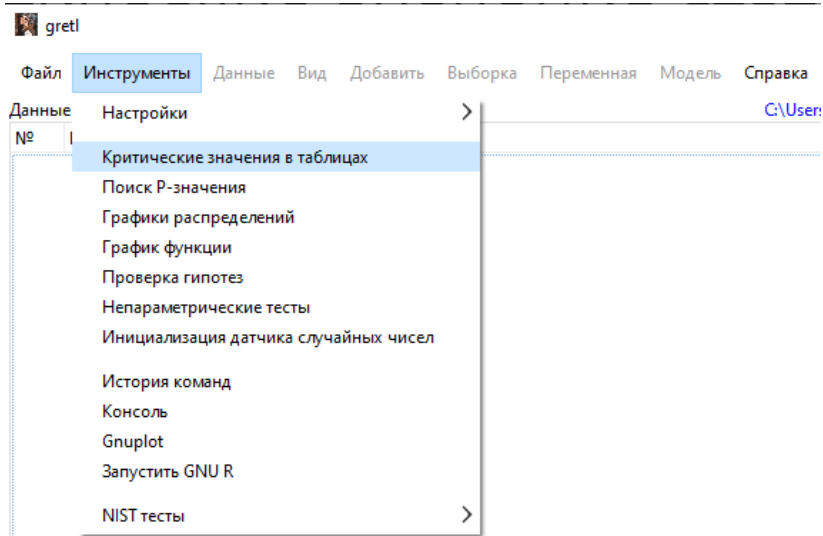 gretl
Файл Инструменты Данные Вид Добавить Выборка Переменная Модель Справка
Данные C:\Users
№
Настройки
Критические значения в таблицах
Поиск P-значения
Графики распределений
График функции
Проверка гипотез
Непараметрические тесты
Инициализация датчика случайных чисел
История команд
Консоль
Gnuplot
Запустить GNU R
NIST тесты